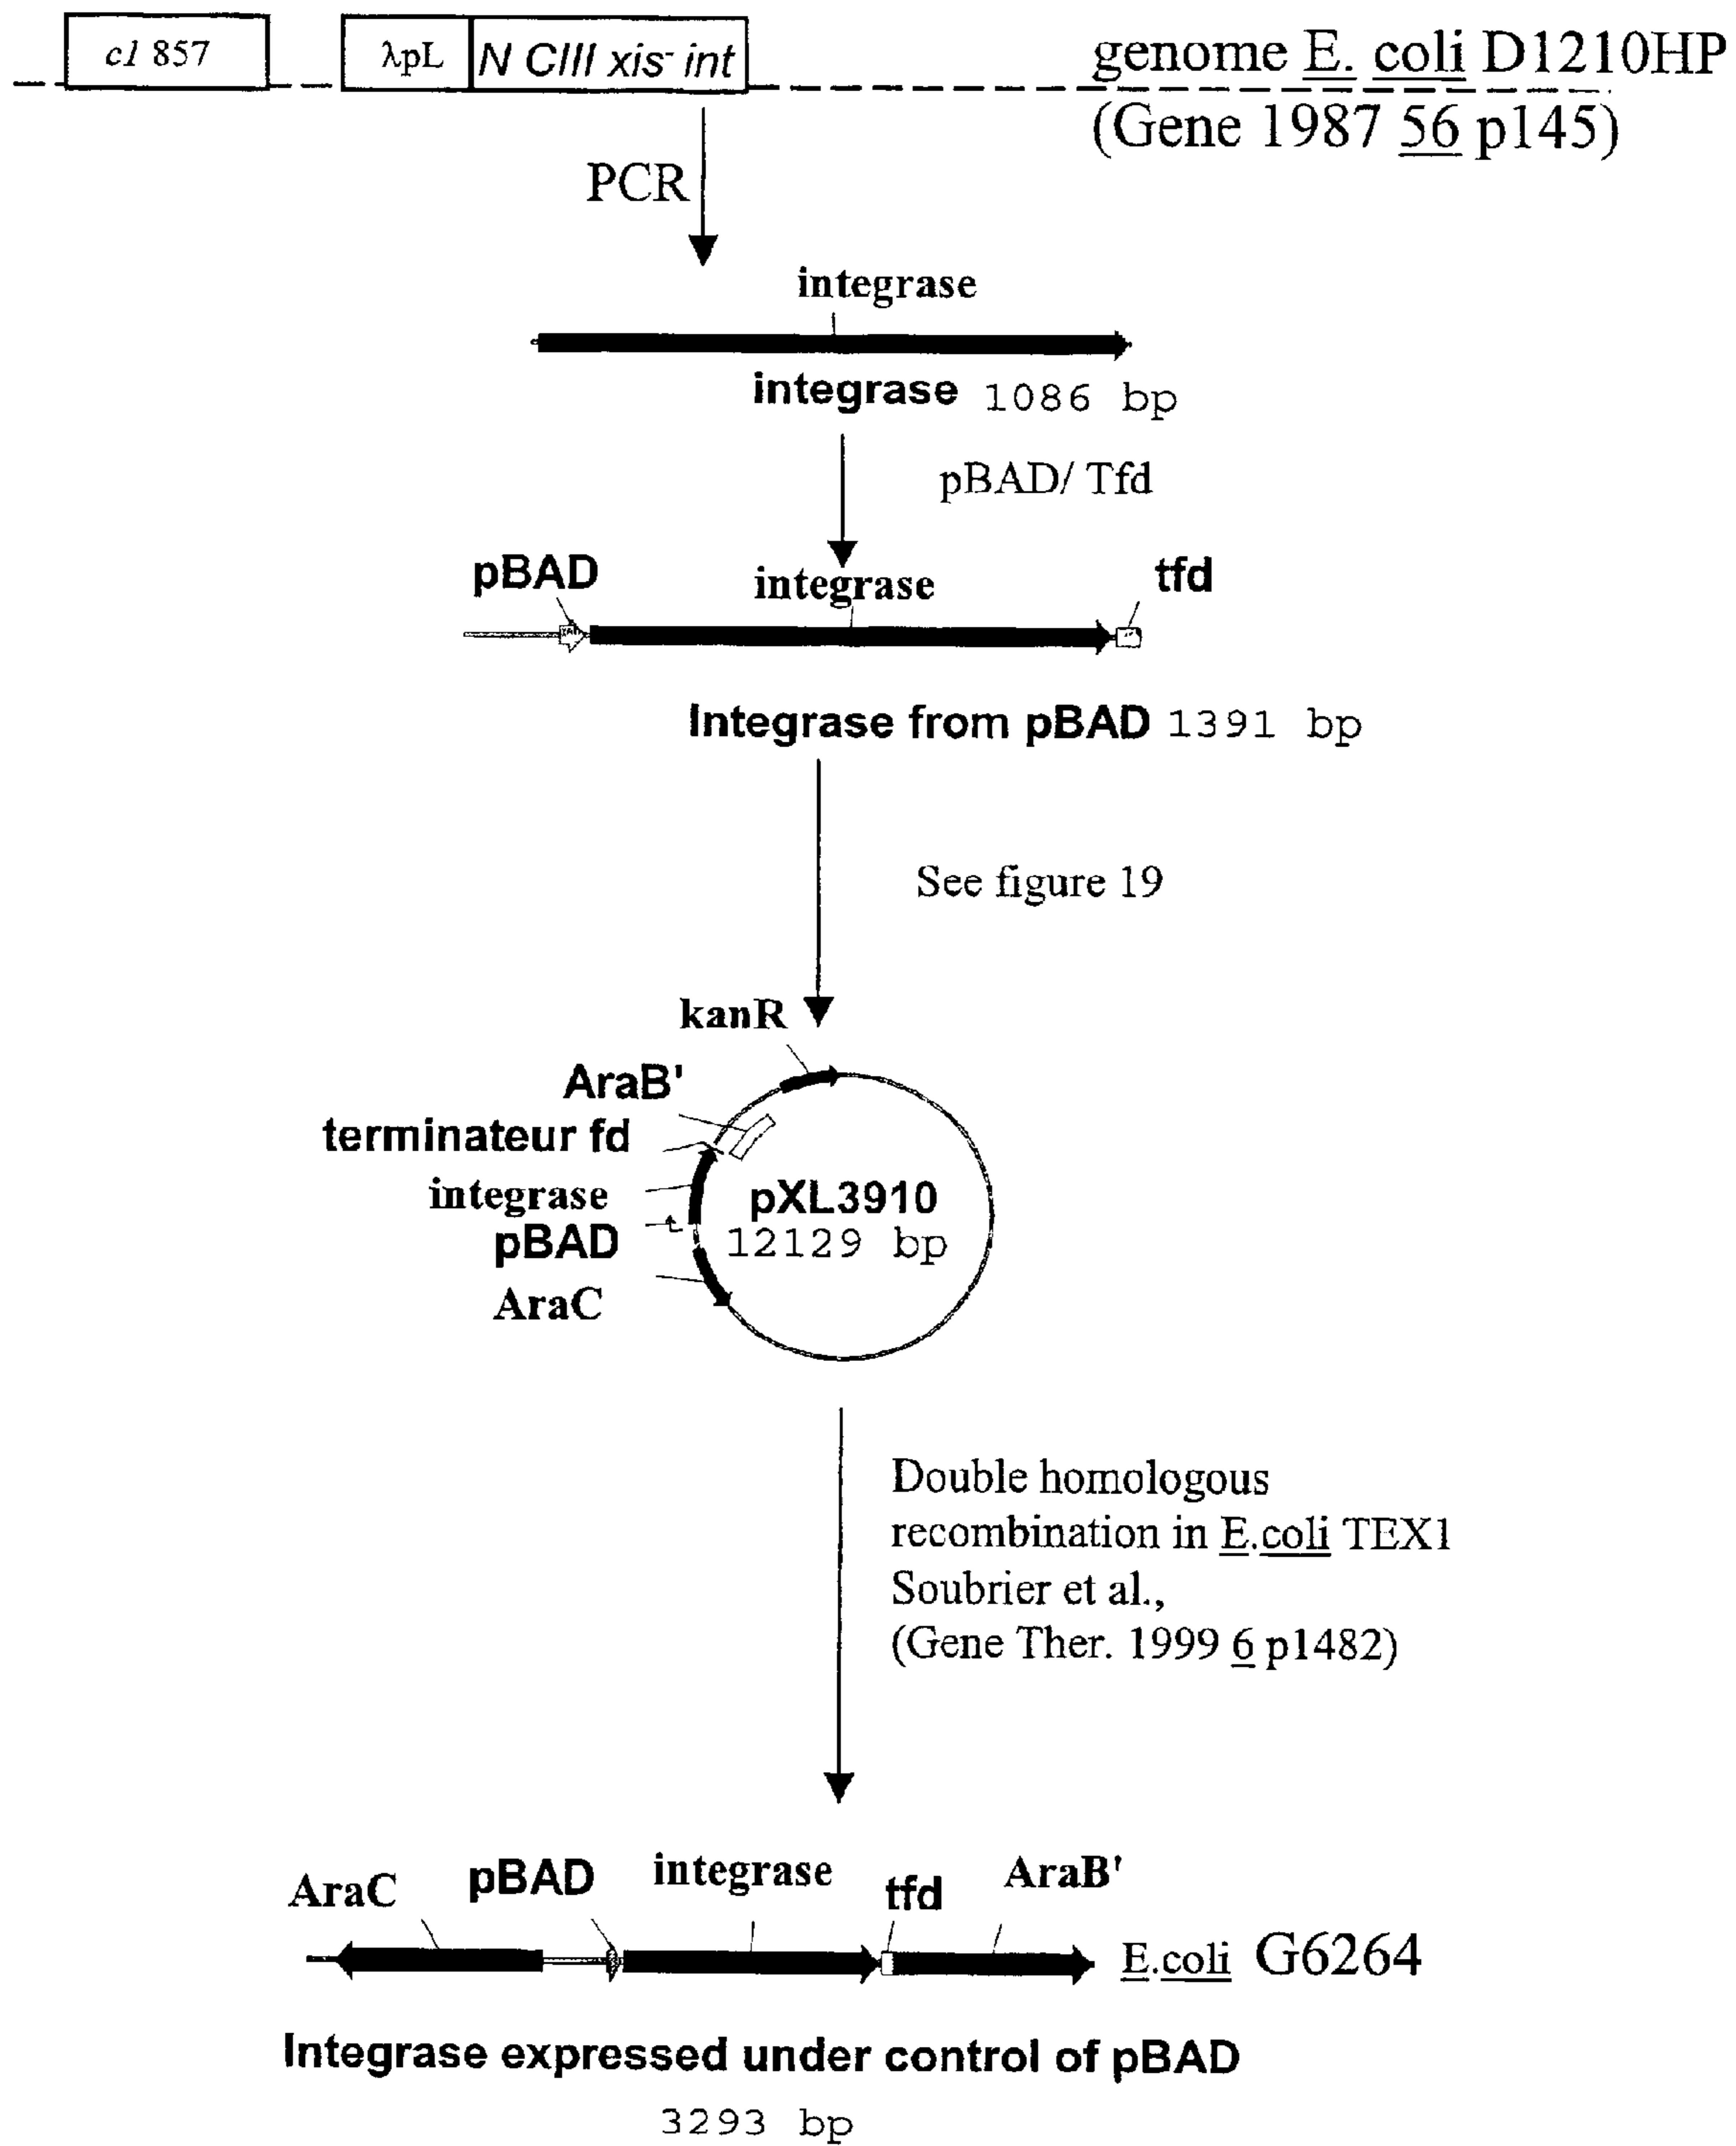 c1 857
λpL
N CIII xis- int
genome E. coli D1210HP
(Gene 1987 56 p145)
PCR
integrase
integrase 1086 bp
pBAD/ Tfd
pBAD
integrase
tfd
Integrase from pBAD 1391 bp
See figure 19
kanR
AraB'
terminateur fd
integrase
pBAD
AraC
pXL3910
12129 bp
Double homologous
recombination in E.coli TEX1
Soubrier et al.,
(Gene Ther. 1999 6 p1482)
AraC
pBAD
integrase
tfd
AraB'
E.coli G6264
Integrase expressed under control of pBAD
3293 bp